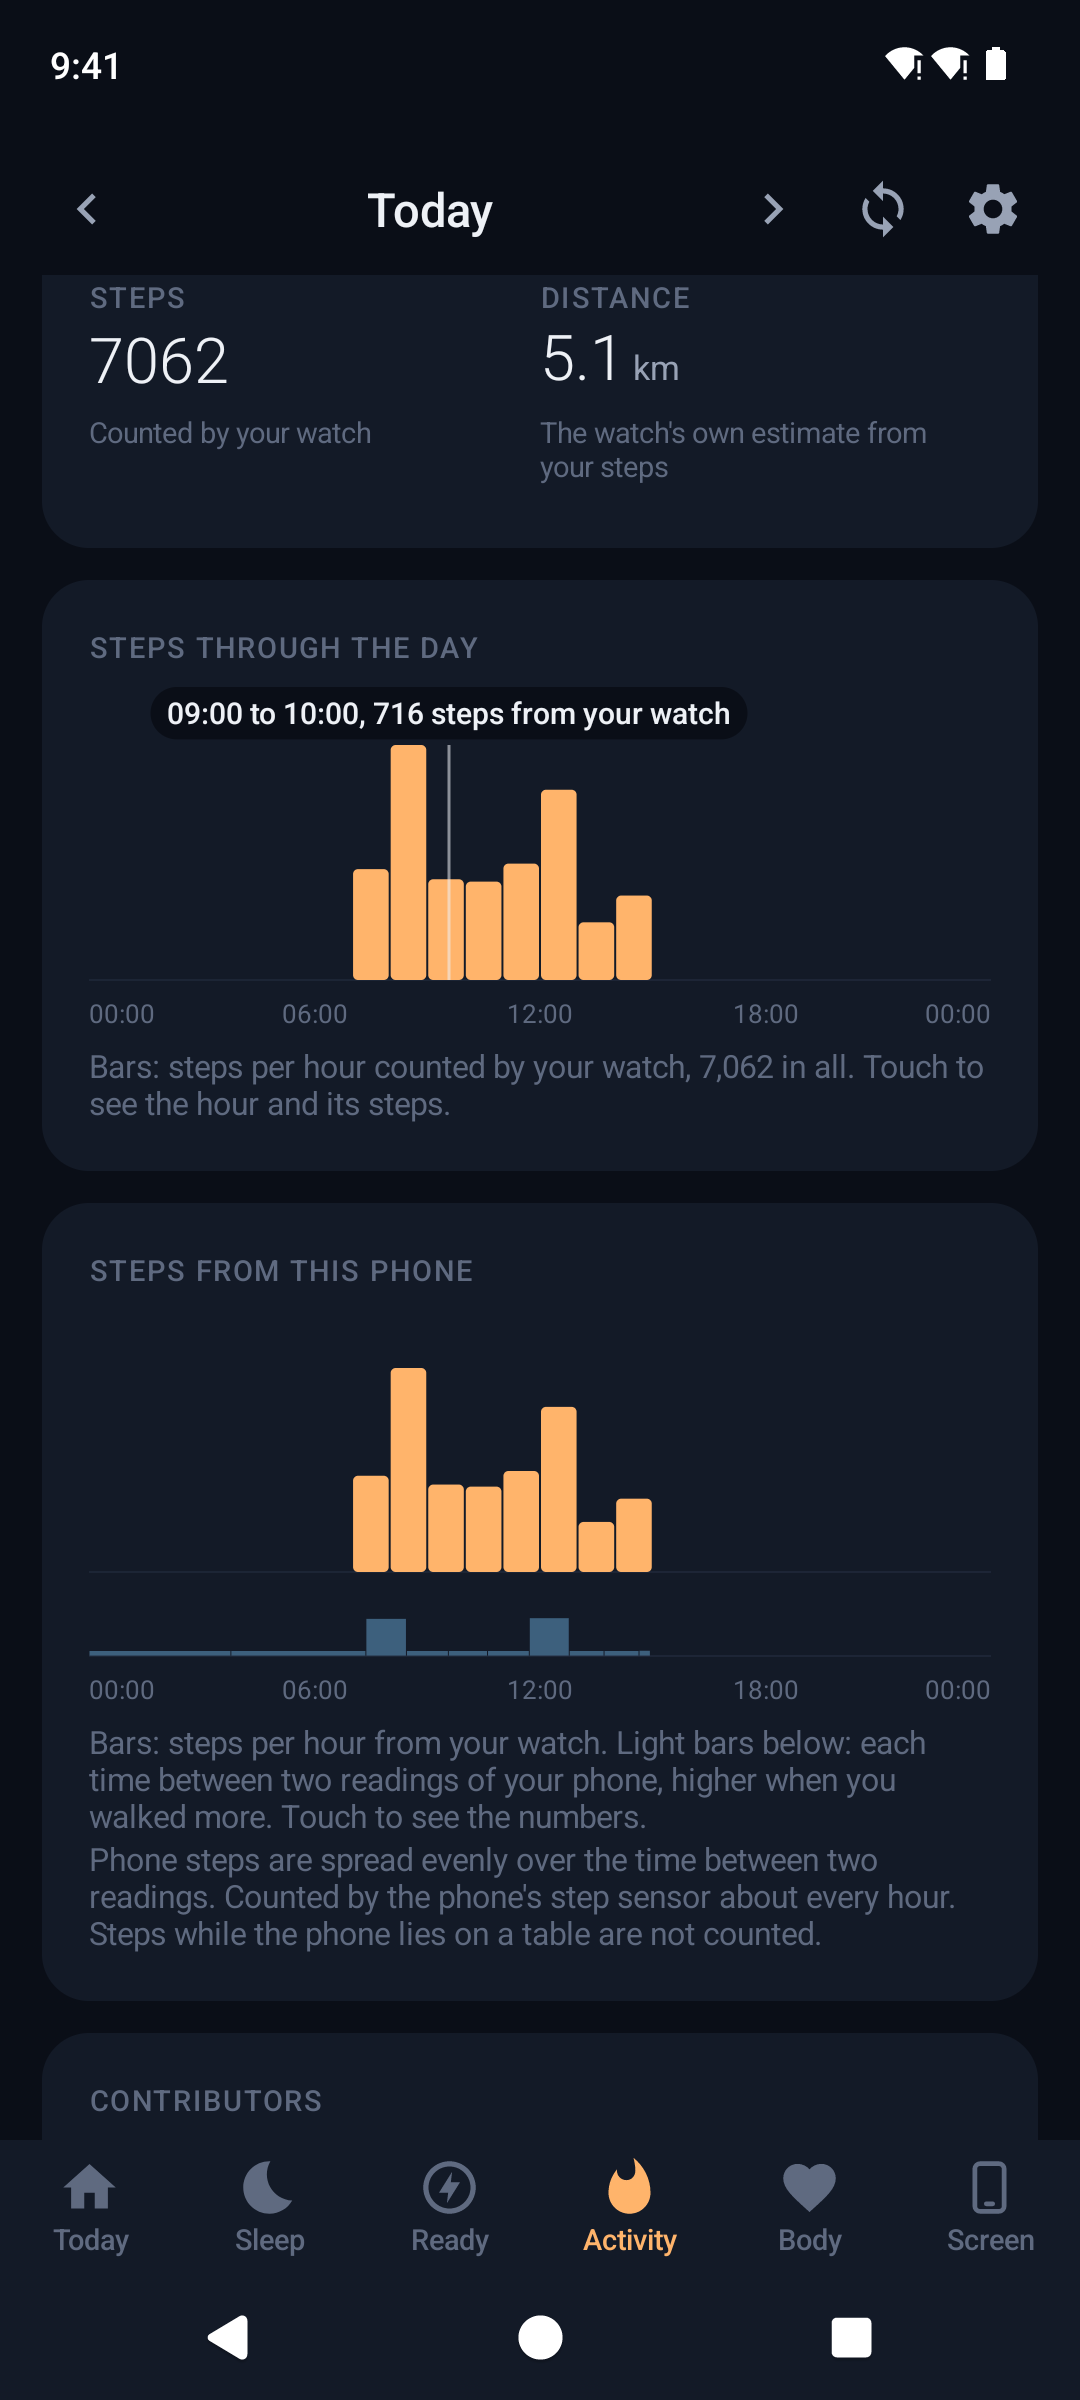 9:41
Today
STEPS
7062
Counted by your watch
DISTANCE
5.1 km
The watch's own estimate from
your steps
STEPS THROUGH THE DAY
09:00 to 10:00, 716 steps from your watch
00:00 06:00 12:00 18:00 00:00
Bars: steps per hour counted by your watch, 7,062 in all. Touch to
see the hour and its steps.
STEPS FROM THIS PHONE
00:00 06:00 12:00 18:00 00:00
Bars: steps per hour from your watch. Light bars below: each
time between two readings of your phone, higher when you
walked more. Touch to see the numbers.
Phone steps are spread evenly over the time between two
readings. Counted by the phone's step sensor about every hour.
Steps while the phone lies on a table are not counted.
CONTRIBUTORS
Today Sleep Ready Activity Body Screen